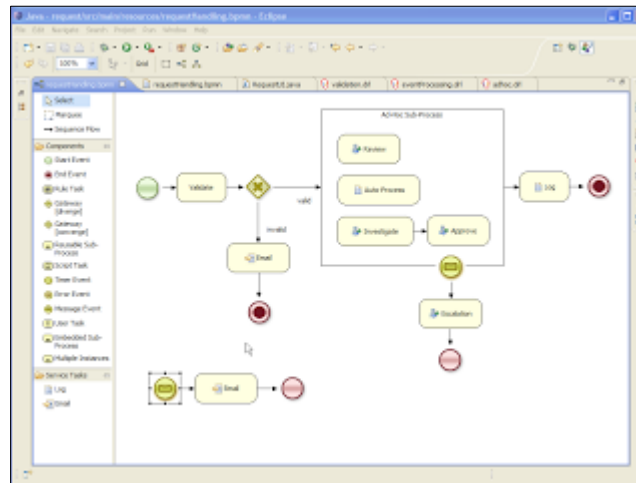 Java - request/src/main/resources/requestHandling.bpmn - Eclipse
File Edit Navigate Search Project Run Window Help
100%
Grid
requestHandling.bpmn
requestHandling.bpmn
RequestUI.java
validation.drl
eventProcessing.drl
adhoc.drl
Select
Marquee
Sequence Flow
Components
Start Event
End Event
Rule Task
Gateway
[diverge]
Gateway
[converge]
Reusable Sub-
Process
Script Task
Timer Event
Error Event
Message Event
User Task
Embedded Sub-
Process
Multiple Instances
Service Tasks
Log
Email
Ad-Hoc Sub-Process
Review
Validate
Auto Process
Log
valid
invalid
Investigate
Approve
Email
Escalation
Email